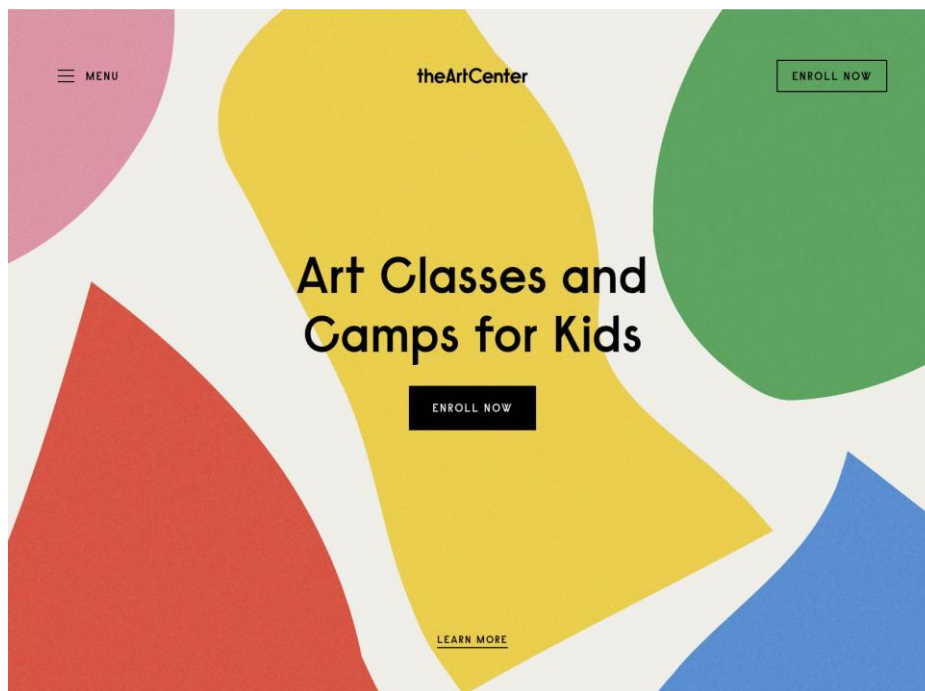 MENU
theArtCenter
ENROLL NOW
Art Classes and
Camps for Kids
ENROLL NOW
LEARN MORE